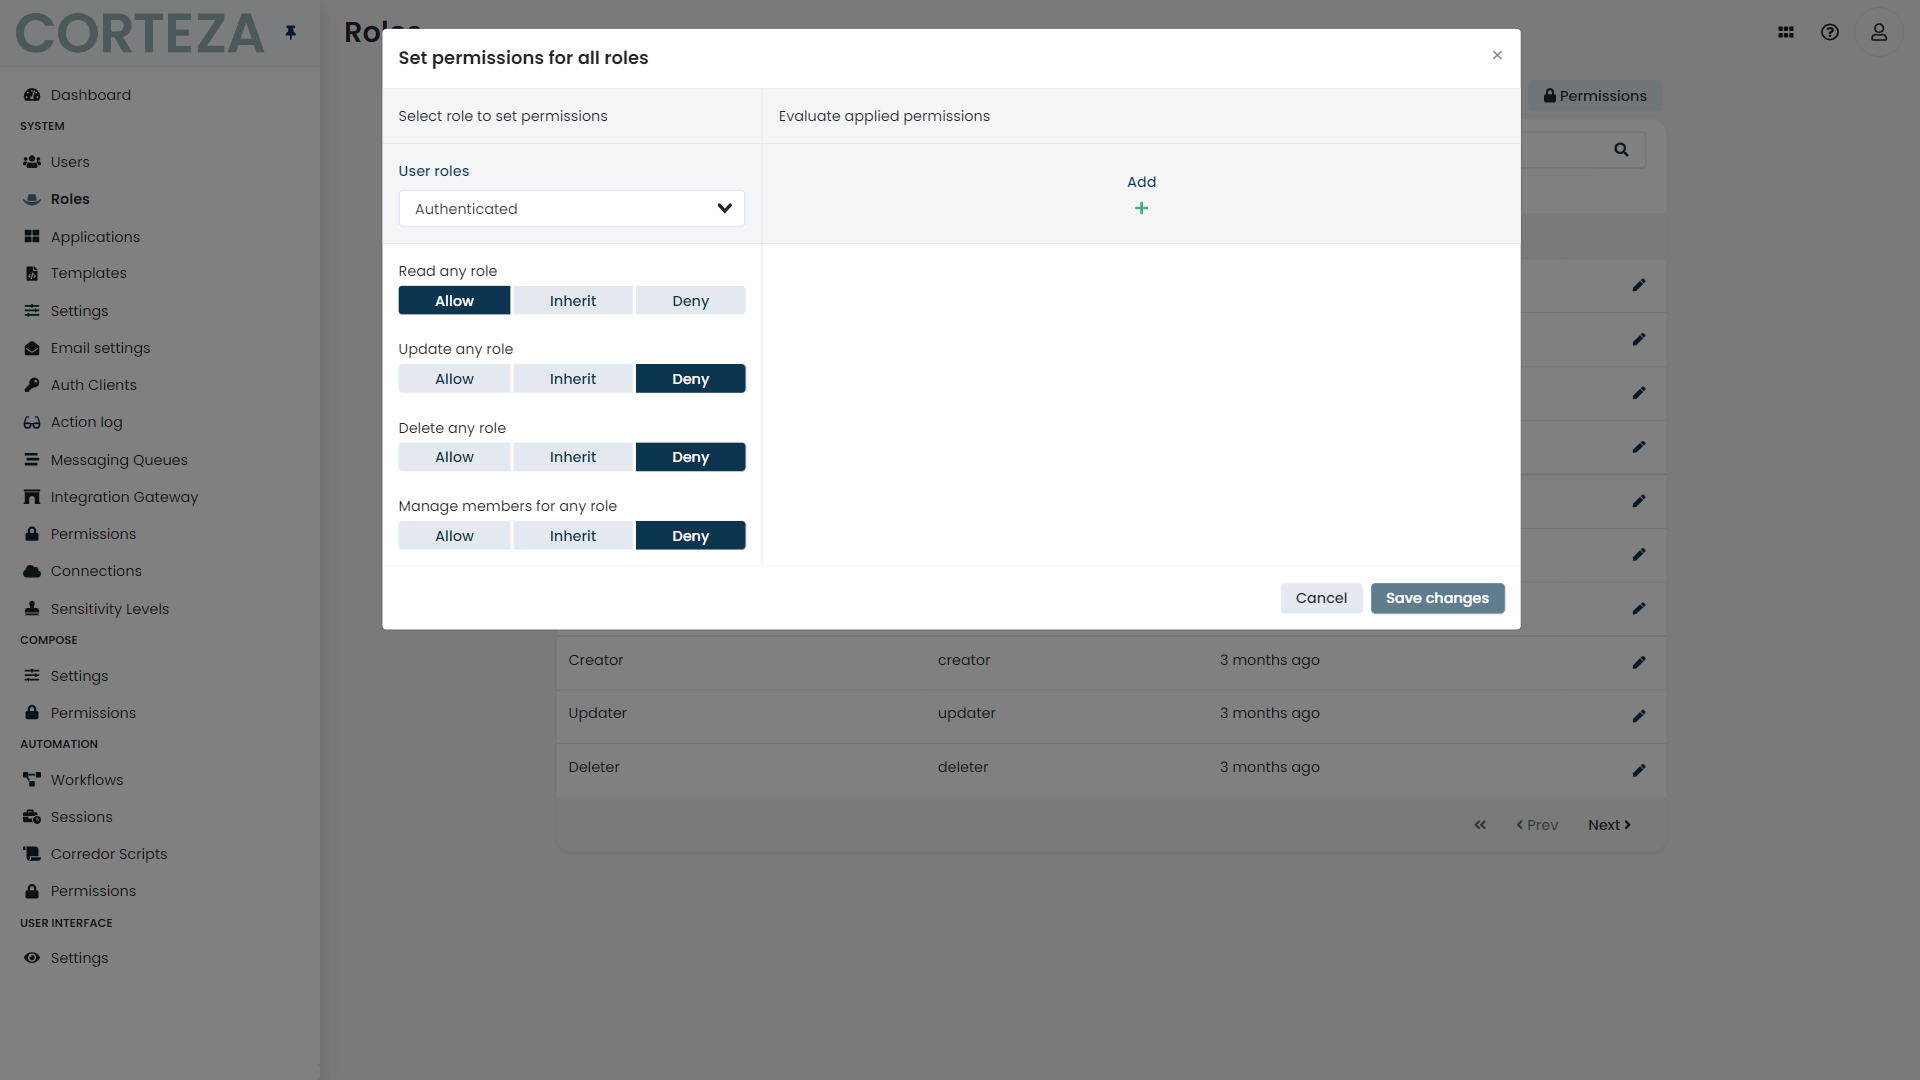 CORTEZA
Dashboard
SYSTEM
Users
Roles
Applications
Templates
Settings
Email settings
Auth Clients
Action log
Messaging Queues
Integration Gateway
Permissions
Connections
Sensitivity Levels
COMPOSE
Settings
Permissions
AUTOMATION
Workflows
Sessions
Corredor Scripts
Permissions
USER INTERFACE
Settings
Roles
Permissions
Set permissions for all roles
×
Select role to set permissions
Evaluate applied permissions
User roles
Authenticated
Add
Read any role
Allow Inherit Deny
Update any role
Allow Inherit Deny
Delete any role
Allow Inherit Deny
Manage members for any role
Allow Inherit Deny
Cancel Save changes
Creator creator 3 months ago
Updater updater 3 months ago
Deleter deleter 3 months ago
« Prev Next